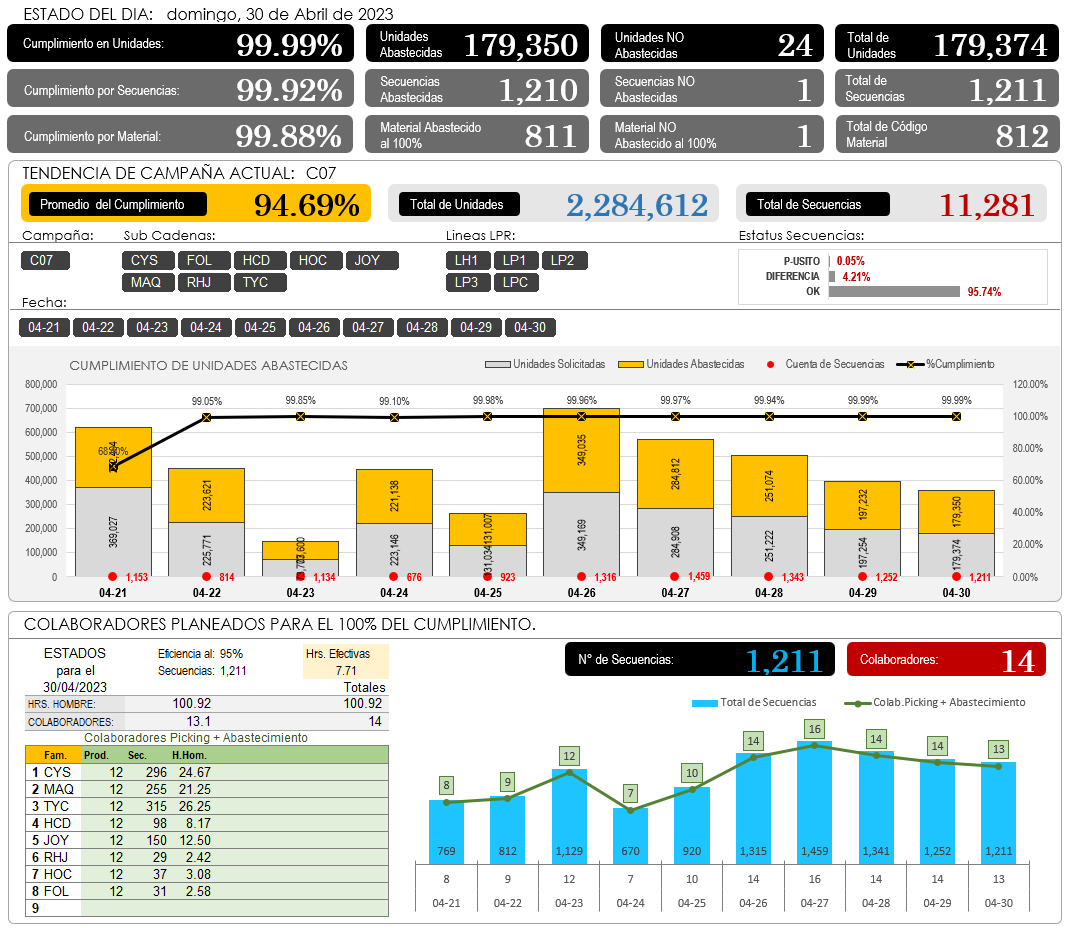 ESTADO DEL DIA: domingo, 30 de Abril de 2023
Cumplimiento en Unidades: 99.99%
Unidades Abastecidas 179,350
Unidades NO Abastecidas 24
Total de Unidades 179,374
Cumplimiento por Secuencias: 99.92%
Secuencias Abastecidas 1,210
Secuencias NO Abastecidas 1
Total de Secuencias 1,211
Cumplimiento por Material: 99.88%
Material Abastecido al 100% 811
Material NO Abastecido al 100% 1
Total de Código Material 812
TENDENCIA DE CAMPAÑA ACTUAL: C07
Promedio del Cumplimiento 94.69%
Total de Unidades 2,284,612
Total de Secuencias 11,281
Campaña: Sub Cadenas: Lineas LPR: Estatus Secuencias:
C07 CYS FOL HCD HOC JOY LH1 LP1 LP2
MAQ RHJ TYC LP3 LPC
P-USITO 0.05%
DIFERENCIA 4.21%
OK 95.74%
Fecha:
04-21 04-22 04-23 04-24 04-25 04-26 04-27 04-28 04-29 04-30
CUMPLIMIENTO DE UNIDADES ABASTECIDAS
Unidades Solicitadas Unidades Abastecidas Cuenta de Secuencias %Cumplimiento
800,000 120.00%
700,000 100.00%
600,000 80.00%
500,000
400,000 60.00%
300,000 40.00%
200,000
100,000 20.00%
0 0.00%
99.05% 99.85% 99.10% 99.98% 99.96% 99.97% 99.94% 99.99% 99.99%
223,621 221,138 131,007 349,035 284,812 251,074 197,232 179,350
369,027 225,771 223,146 131,034 349,169 284,908 251,222 197,254 179,374
1,153 814 1,134 676 923 1,316 1,459 1,343 1,252 1,211
04-21 04-22 04-23 04-24 04-25 04-26 04-27 04-28 04-29 04-30
COLABORADORES PLANEADOS PARA EL 100% DEL CUMPLIMIENTO.
ESTADOS
para el
30/04/2023
Eficiencia al: 95%
Secuencias: 1,211
Hrs. Efectivas
7.71
Totales
HRS. HOMBRE: 100.92 100.92
COLABORADORES: 13.1 14
Colaboradores Picking + Abastecimiento
Fam. Prod. Sec. H.Hom.
1 CYS 12 296 24.67
2 MAQ 12 255 21.25
3 TYC 12 315 26.25
4 HCD 12 98 8.17
5 JOY 12 150 12.50
6 RHJ 12 29 2.42
7 HOC 12 37 3.08
8 FOL 12 31 2.58
9
N° de Secuencias: 1,211
Colaboradores: 14
Total de Secuencias Colab.Picking + Abastecimiento
8 9 12 7 10 14 16 14 14 13
769 812 1,129 670 920 1,315 1,459 1,341 1,252 1,211
8 9 12 7 10 14 16 14 14 13
04-21 04-22 04-23 04-24 04-25 04-26 04-27 04-28 04-29 04-30